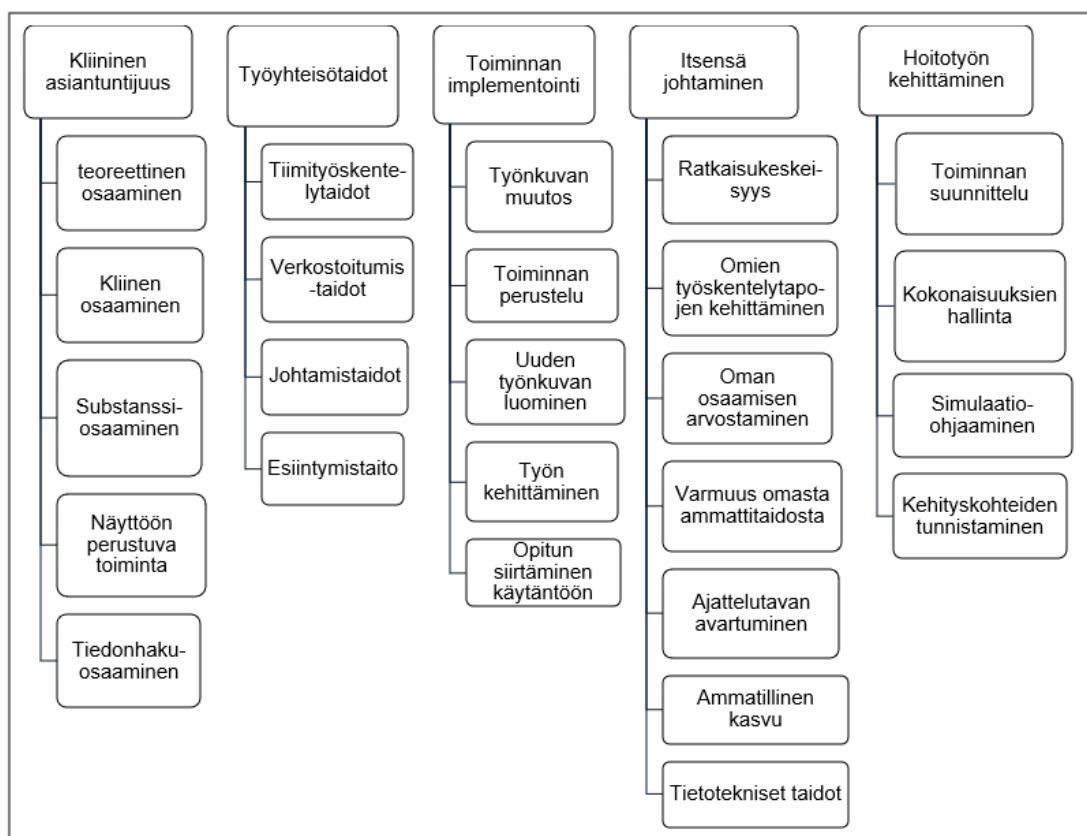 Kliininen
asiantuntijuus
teoreettinen
osaaminen
Kliinen
osaaminen
Substanssi-
osaaminen
Näyttöön
perustuva
toiminta
Tiedonhaku-
osaaminen
Työyhteisötaidot
Tiimityöskente-
lytaidot
Verkostoitumis
-taidot
Johtamistaidot
Esiintymistaito
Toiminnan
implementointi
Työnkuvan
muutos
Toiminnan
perustelu
Uuden
työnkuvan
luominen
Työn
kehittäminen
Opitun
siirtäminen
käytäntöön
Itsensä
johtaminen
Ratkaisukeskei-
syys
Omien
työskentelytapo-
jen kehittäminen
Oman
osaamisen
arvostaminen
Varmuus omasta
ammattitaidosta
Ajattelutavan
avartuminen
Ammatillinen
kasvu
Tietotekniset taidot
Hoitotyön
kehittäminen
Toiminnan
suunnittelu
Kokonaisuuksien
hallinta
Simulaatio-
ohjaaminen
Kehityskohteiden
tunnistaminen